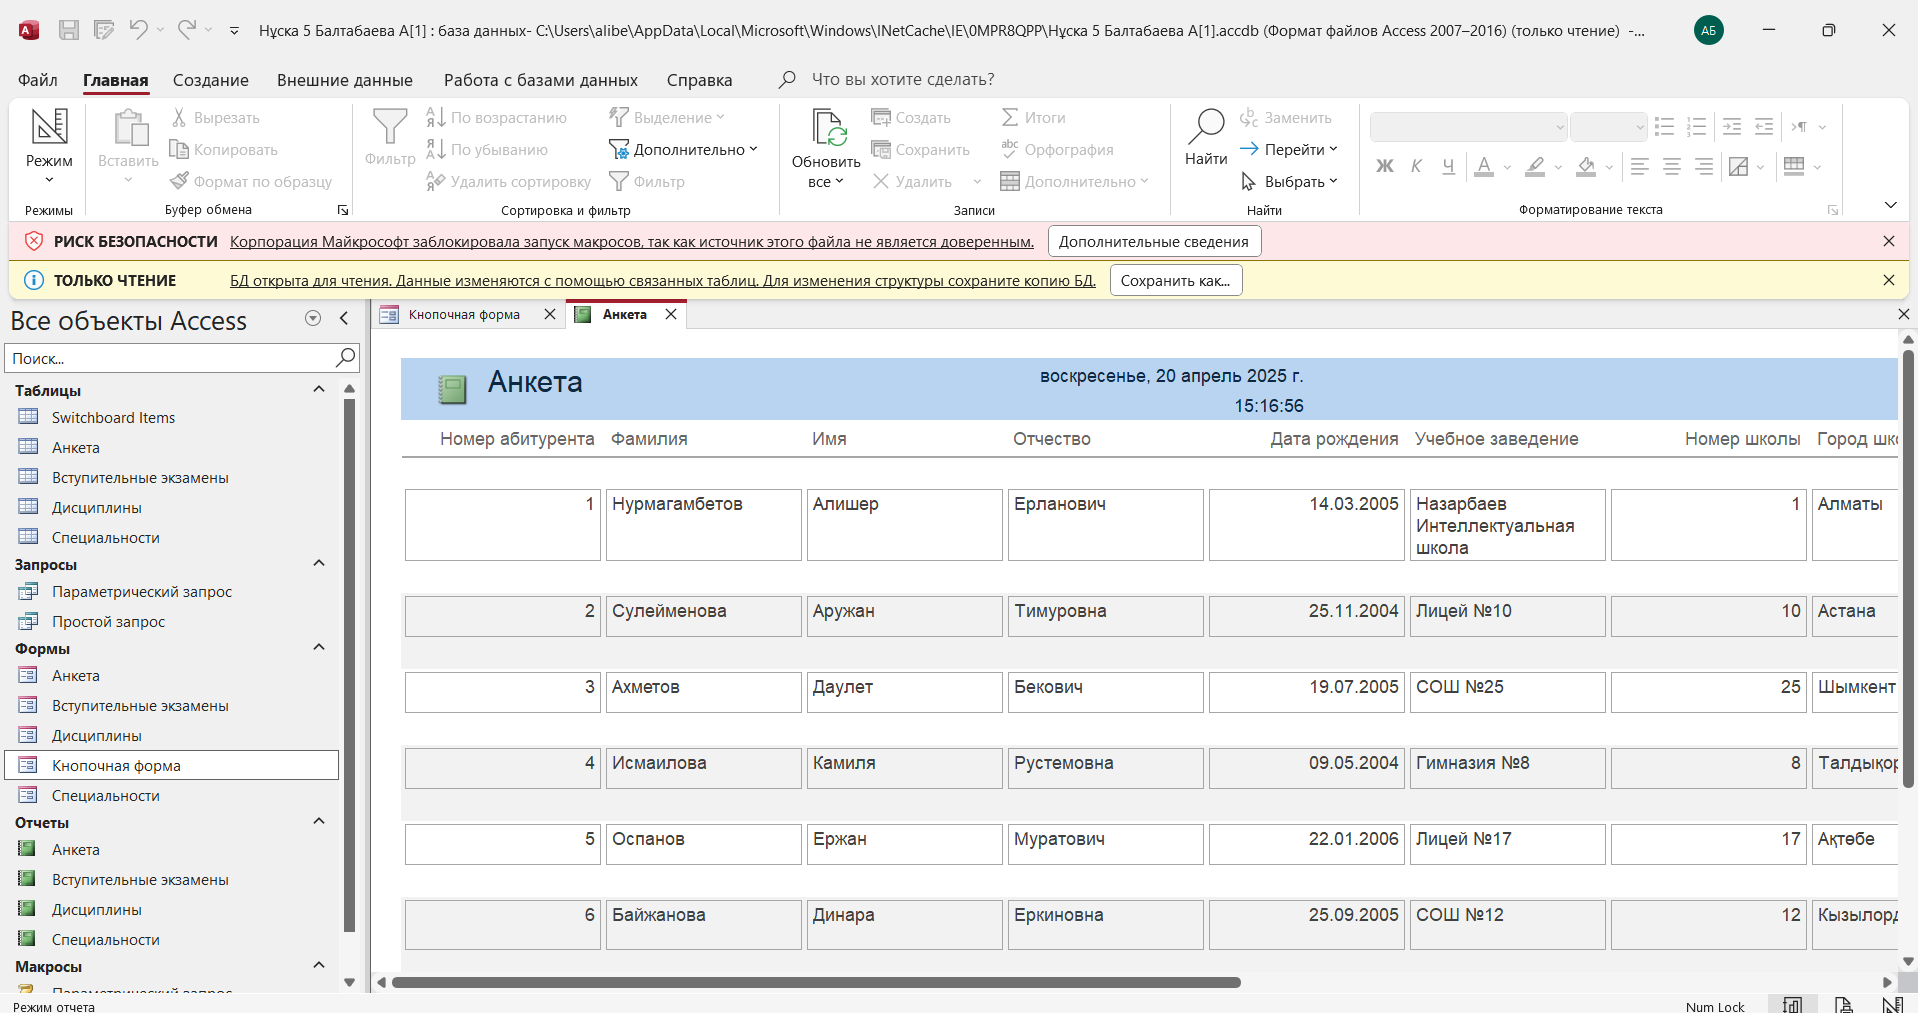 Нұска 5 Балтабаева А[1] : база данных- C:\Users\alibe\AppData\Local\Microsoft\Windows\INetCache\IE\0MPR8QPP\Нұска 5 Балтабаева А[1].accdb (Формат файлов Access 2007–2016) (только чтение) -...
АБ
Файл Главная Создание Внешние данные Работа с базами данных Справка Что вы хотите сделать?
Режим
Режимы
Вставить
Вырезать
Копировать
Формат по образцу
Буфер обмена
Фильтр
По возрастанию
По убыванию
Удалить сортировку
Выделение
Дополнительно
Фильтр
Сортировка и фильтр
Обновить
все
Создать
Сохранить
Удалить
Итоги
Орфография
Дополнительно
Записи
Найти
Заменить
Перейти
Выбрать
Найти
Ж К Ч А
Форматирование текста
РИСК БЕЗОПАСНОСТИ Корпорация Майкрософт заблокировала запуск макросов, так как источник этого файла не является доверенным. Дополнительные сведения
ТОЛЬКО ЧТЕНИЕ БД открыта для чтения. Данные изменяются с помощью связанных таблиц. Для изменения структуры сохраните копию БД. Сохранить как...
Все объекты Access
Поиск...
Таблицы
Switchboard Items
Анкета
Вступительные экзамены
Дисциплины
Специальности
Запросы
Параметрический запрос
Простой запрос
Формы
Анкета
Вступительные экзамены
Дисциплины
Кнопочная форма
Специальности
Отчеты
Анкета
Вступительные экзамены
Дисциплины
Специальности
Макросы
Параметрический запрос
Кнопочная форма Анкета
Анкета
воскресенье, 20 апрель 2025 г.
15:16:56
Номер абитурента Фамилия Имя Отчество Дата рождения Учебное заведение Номер школы Город шко
1 Нурмагамбетов Алишер Ерланович 14.03.2005 Назарбаев Интеллектуальная школа 1 Алматы
2 Сулейменова Аружан Тимуровна 25.11.2004 Лицей №10 10 Астана
3 Ахметов Даулет Бекович 19.07.2005 СОШ №25 25 Шымкент
4 Исмаилова Камиля Рустемовна 09.05.2004 Гимназия №8 8 Талдықор
5 Оспанов Ержан Муратович 22.01.2006 Лицей №17 17 Ақтөбе
6 Байжанова Динара Еркиновна 25.09.2005 СОШ №12 12 Кызылорд
Режим отчета
Num Lock